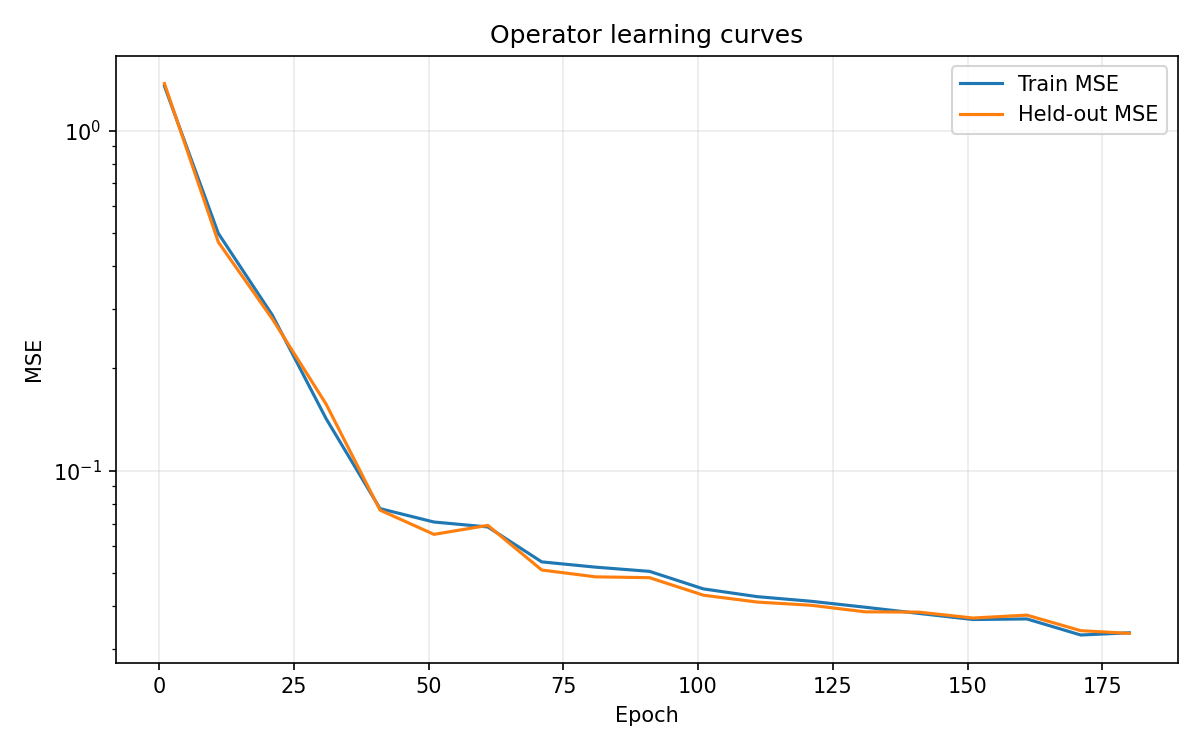 Operator learning curves
Train MSE
Held-out MSE
10⁰
10⁻¹
MSE
0 25 50 75 100 125 150 175
Epoch